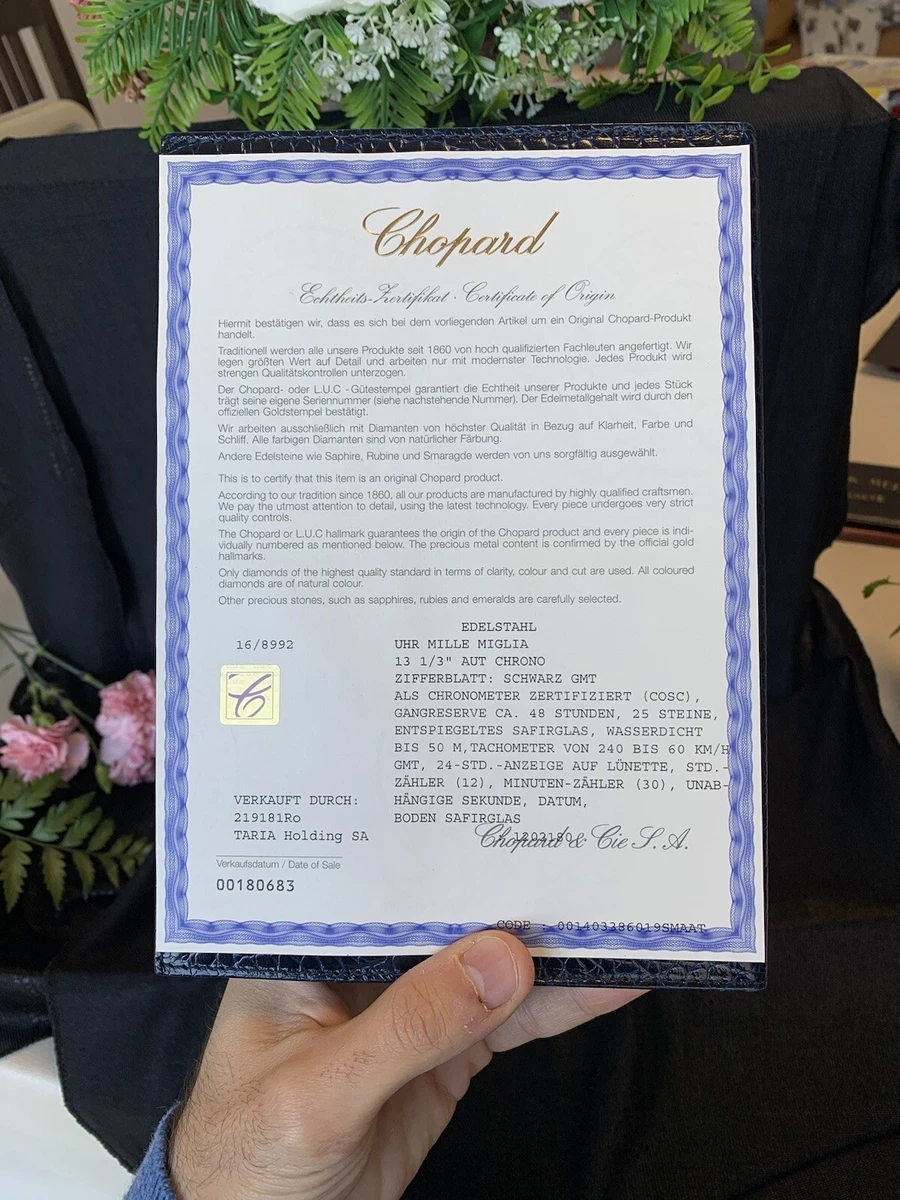 Chopard
Echtheits-Zertifikat · Certificate of Origin
Hiermit bestätigen wir, dass es sich bei dem vorliegenden Artikel um ein Original Chopard-Produkt
handelt.
Traditionell werden alle unsere Produkte seit 1860 von hoch qualifizierten Fachleuten angefertigt. Wir
legen größten Wert auf Detail und arbeiten nur mit modernster Technologie. Jedes Produkt wird
strengen Qualitätskontrollen unterzogen.
Der Chopard- oder L.U.C -Gütestempel garantiert die Echtheit unserer Produkte und jedes Stück
trägt seine eigene Seriennummer (siehe nachstehende Nummer). Der Edelmetallgehalt wird durch den
offiziellen Goldstempel bestätigt.
Wir arbeiten ausschließlich mit Diamanten von höchster Qualität in Bezug auf Klarheit, Farbe und
Schliff. Alle farbigen Diamanten sind von natürlicher Färbung.
Andere Edelsteine wie Saphire, Rubine und Smaragde werden von uns sorgfältig ausgewählt.
This is to certify that this item is an original Chopard product.
According to our tradition since 1860, all our products are manufactured by highly qualified craftsmen.
We pay the utmost attention to detail, using the latest technology. Every piece undergoes very strict
quality controls.
The Chopard or L.U.C hallmark guarantees the origin of the Chopard product and every piece is indi-
vidually numbered as mentioned below. The precious metal content is confirmed by the official gold
hallmarks.
Only diamonds of the highest quality standard in terms of clarity, colour and cut are used. All coloured
diamonds are of natural colour.
Other precious stones, such as sapphires, rubies and emeralds are carefully selected.
EDELSTAHL
16/8992
UHR MILLE MIGLIA
13 1/3" AUT CHRONO
ZIFFERBLATT: SCHWARZ GMT
ALS CHRONOMETER ZERTIFIZIERT (COSC),
GANGRESERVE CA. 48 STUNDEN, 25 STEINE,
ENTSPIEGELTES SAFIRGLAS, WASSERDICHT
BIS 50 M,TACHOMETER VON 240 BIS 60 KM/H
GMT, 24-STD.-ANZEIGE AUF LÜNETTE, STD.-
ZÄHLER (12), MINUTEN-ZÄHLER (30), UNAB-
HÄNGIGE SEKUNDE, DATUM,
BODEN SAFIRGLAS
VERKAUFT DURCH:
219181Ro
TARIA Holding SA
Chopard & Cie S.A.
Verkaufsdatum / Date of Sale
00180683
CODE : 001403386019SMAAT